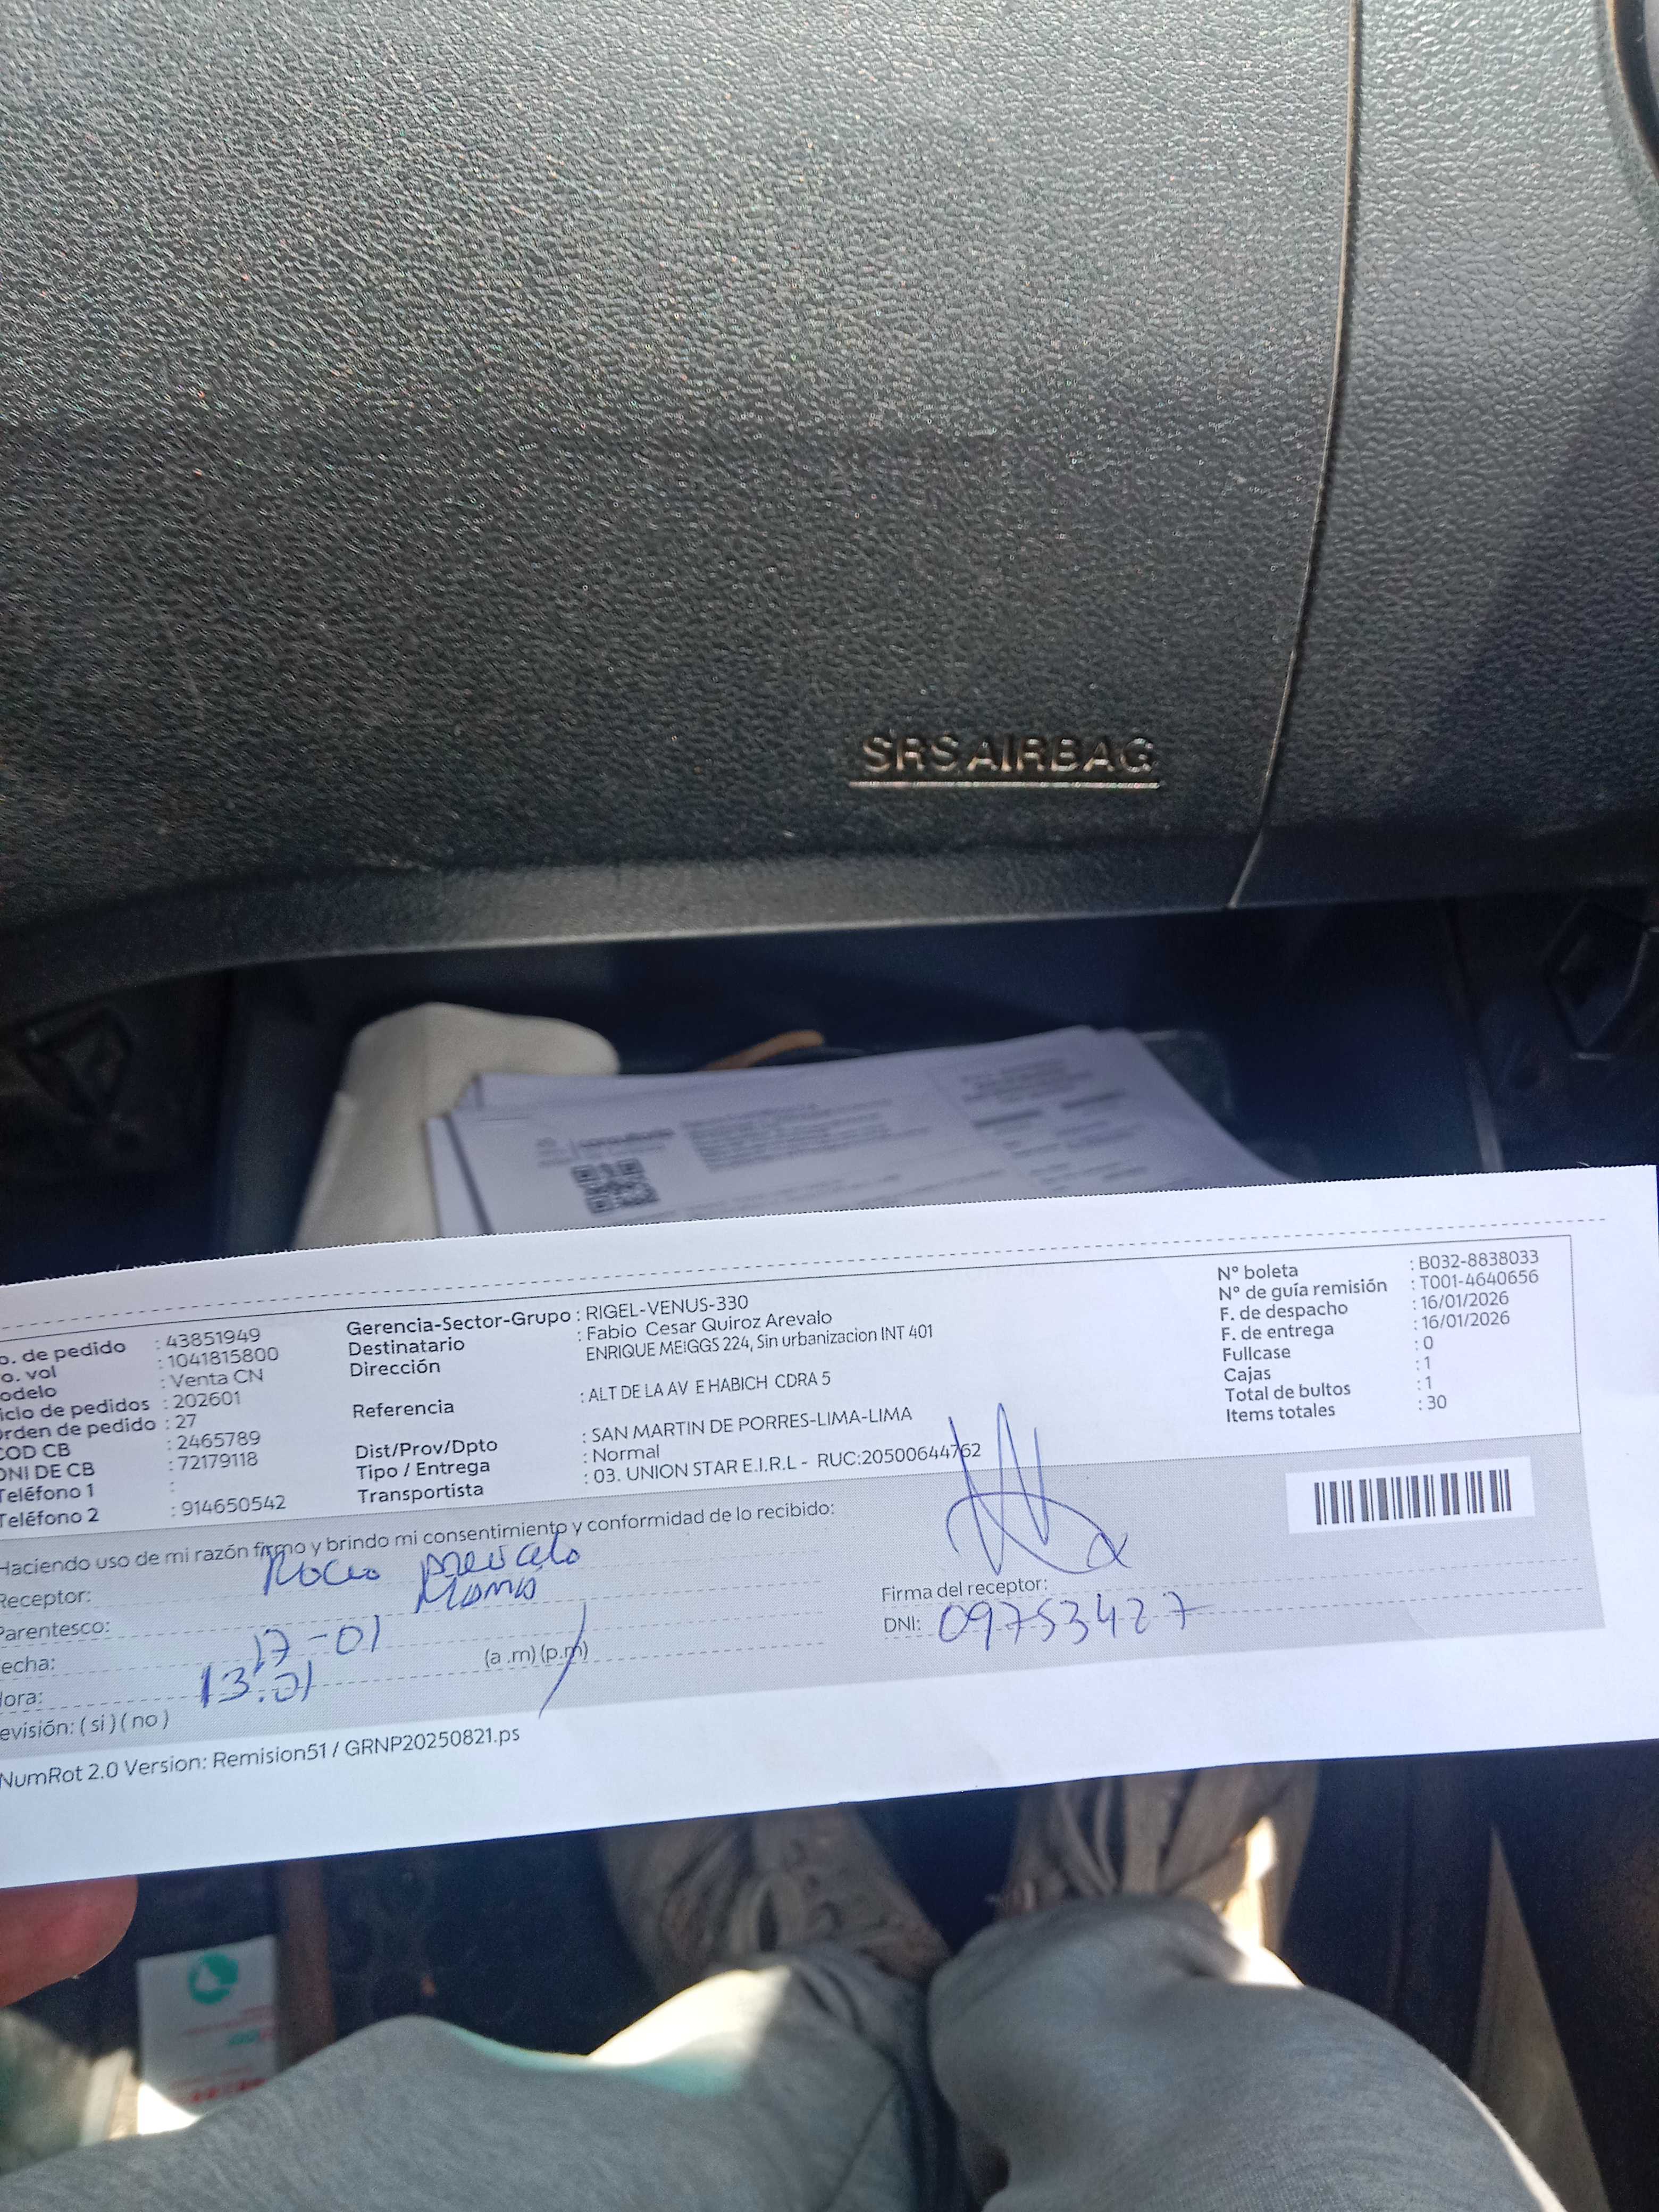 SRS AIRBAG
o. de pedido : 43851949
o. vol : 1041815800
odelo : Venta CN
iclo de pedidos : 202601
rden de pedido : 27
COD CB : 2465789
DNI DE CB : 72179118
Teléfono 1 :
Teléfono 2 : 914650542
Gerencia-Sector-Grupo : RIGEL-VENUS-330
Destinatario : Fabio Cesar Quiroz Arevalo
Dirección ENRIQUE MEIGGS 224, Sin urbanizacion INT 401
Referencia : ALT DE LA AV E HABICH CDRA 5
Dist/Prov/Dpto : SAN MARTIN DE PORRES-LIMA-LIMA
Tipo / Entrega : Normal
Transportista : 03. UNION STAR E.I.R.L - RUC:20500644762
N° boleta : B032-8838033
N° de guía remisión : T001-4640656
F. de despacho : 16/01/2026
F. de entrega : 16/01/2026
Fullcase : 0
Cajas : 1
Total de bultos : 1
Items totales : 30
Haciendo uso de mi razón firmo y brindo mi consentimiento y conformidad de lo recibido:
Receptor: Rocio Arevalo
Parentesco: Mamá
echa: 17-01
ora: 13:01 (a .m) (p.m)
evisión: ( si ) ( no )
Firma del receptor:
DNI: 09753427
NumRot 2.0 Version: Remision51 / GRNP20250821.ps